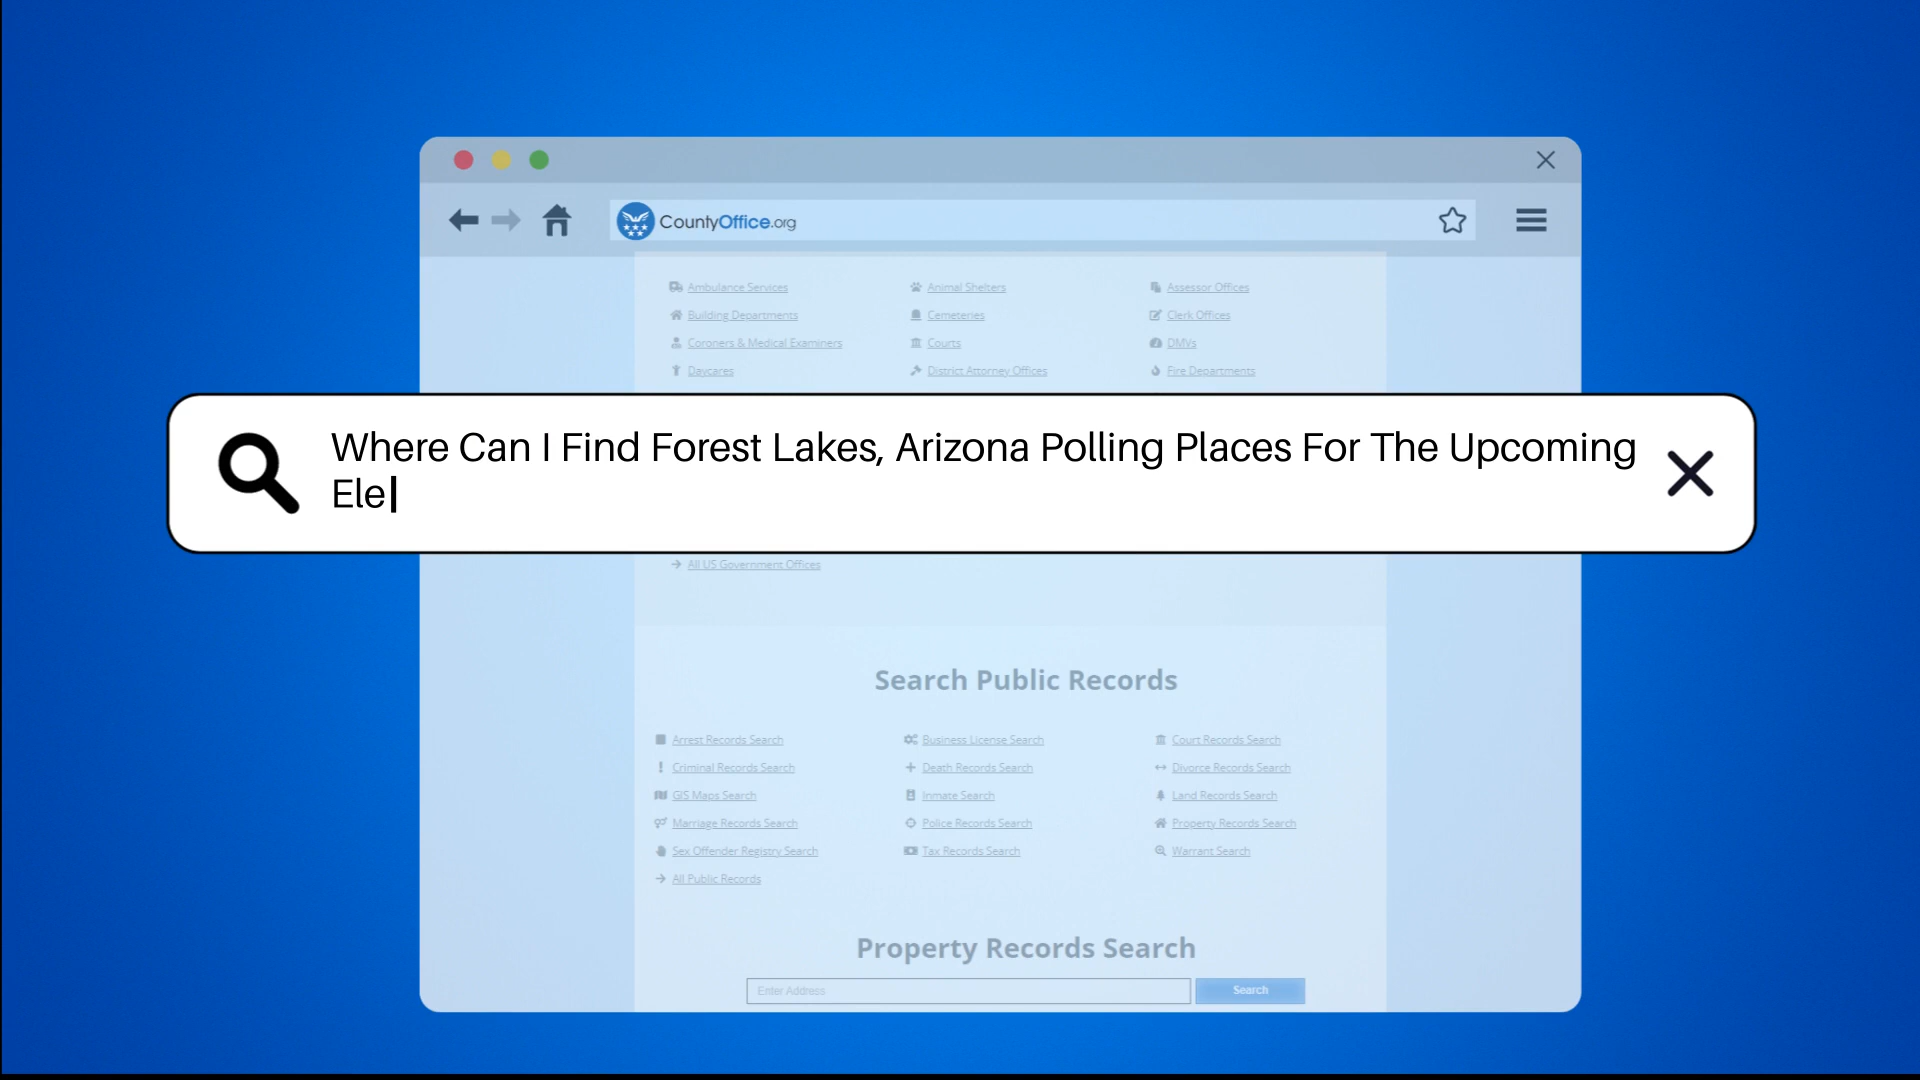 CountyOffice.org
Ambulance Services Animal Shelters Assessor Offices
Building Departments Cemeteries Clerk Offices
Coroners & Medical Examiners Courts DMVs
Daycares District Attorney Offices Fire Departments
Where Can I Find Forest Lakes, Arizona Polling Places For The Upcoming
Ele
All US Government Offices
Search Public Records
Arrest Records Search Business License Search Court Records Search
Criminal Records Search Death Records Search Divorce Records Search
GIS Maps Search Inmate Search Land Records Search
Marriage Records Search Police Records Search Property Records Search
Sex Offender Registry Search Tax Records Search Warrant Search
All Public Records
Property Records Search
Enter Address Search